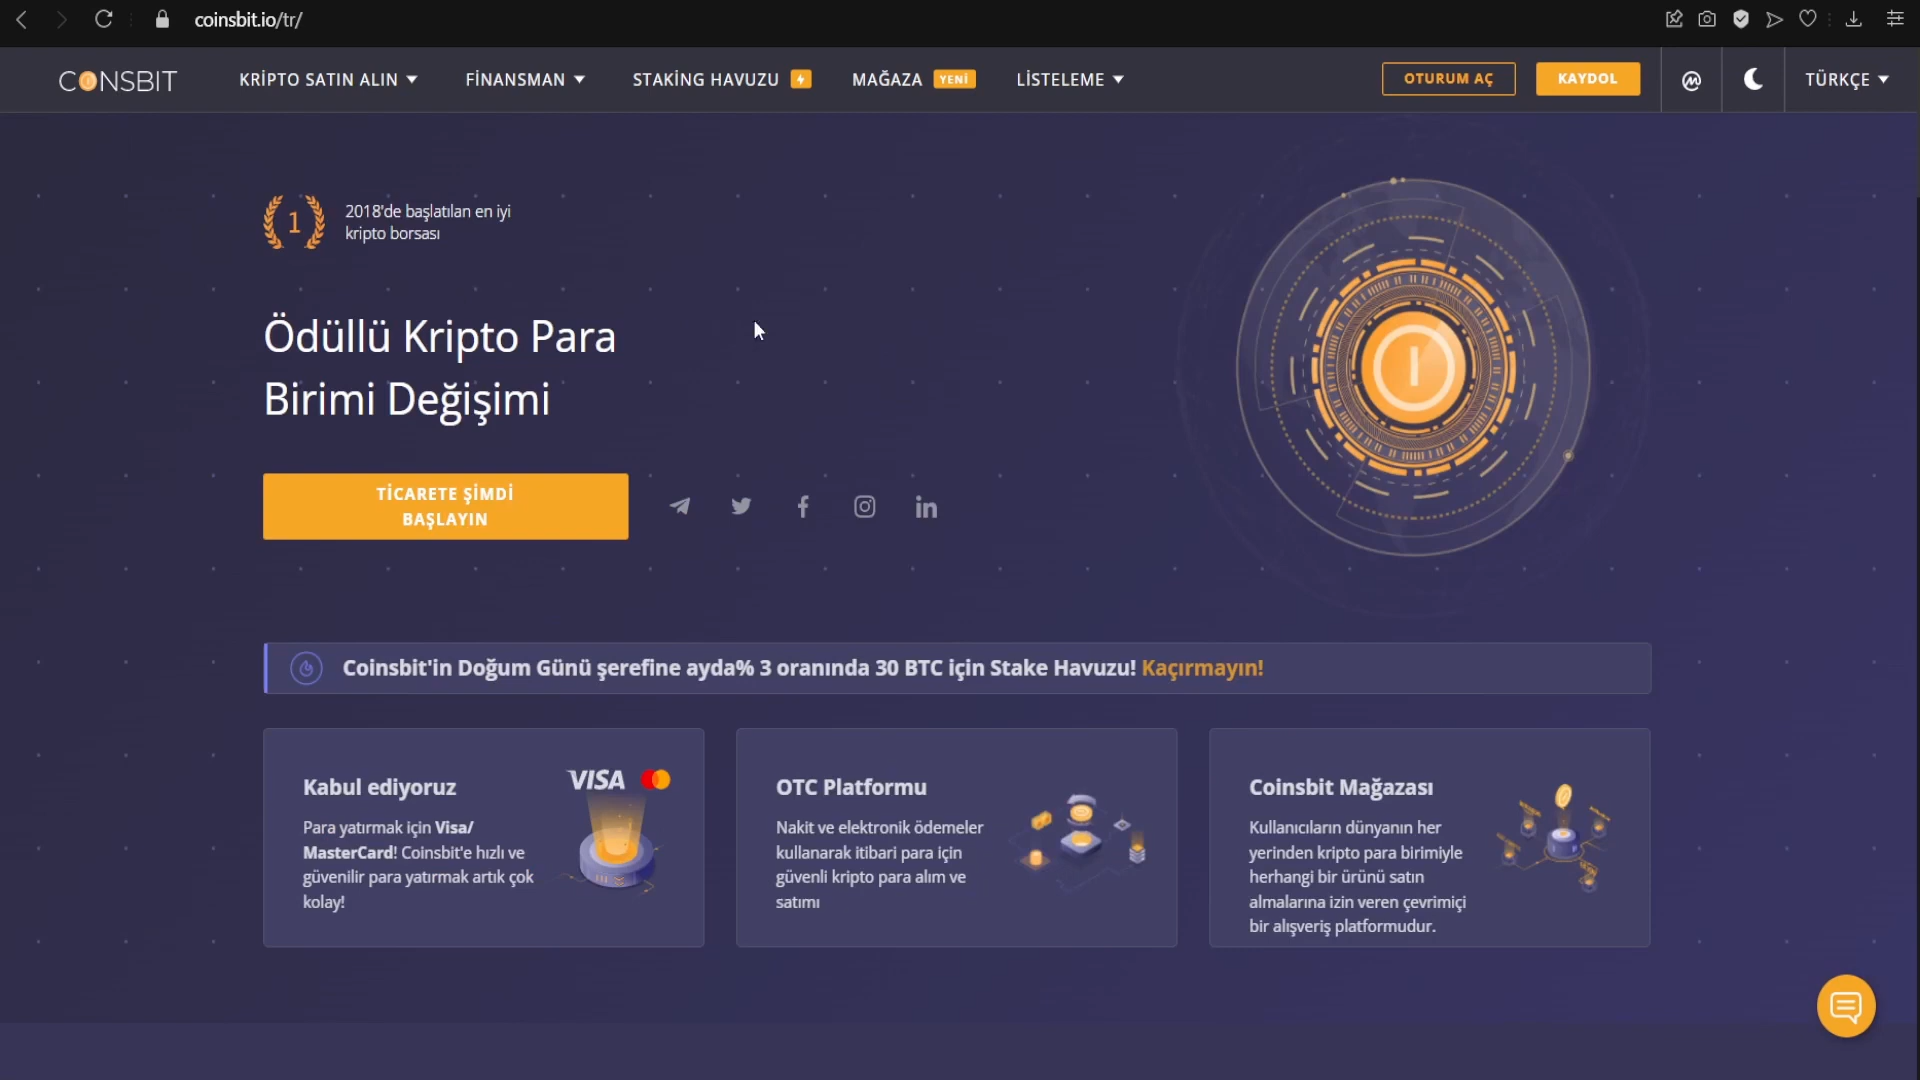 coinsbit.io/tr/
COINSBIT
KRİPTO SATIN ALIN
FİNANSMAN
STAKİNG HAVUZU
MAĞAZA YENİ
LİSTELEME
OTURUM AÇ
KAYDOL
TÜRKÇE
1
2018'de başlatılan en iyi
kripto borsası
Ödüllü Kripto Para
Birimi Değişimi
TİCARETE ŞİMDİ
BAŞLAYIN
Coinsbit'in Doğum Günü şerefine ayda% 3 oranında 30 BTC için Stake Havuzu! Kaçırmayın!
Kabul ediyoruz
VISA
Para yatırmak için Visa/
MasterCard! Coinsbit'e hızlı ve
güvenilir para yatırmak artık çok
kolay!
OTC Platformu
Nakit ve elektronik ödemeler
kullanarak itibari para için
güvenli kripto para alım ve
satımı
Coinsbit Mağazası
Kullanıcıların dünyanın her
yerinden kripto para birimiyle
herhangi bir ürünü satın
almalarına izin veren çevrimiçi
bir alışveriş platformudur.